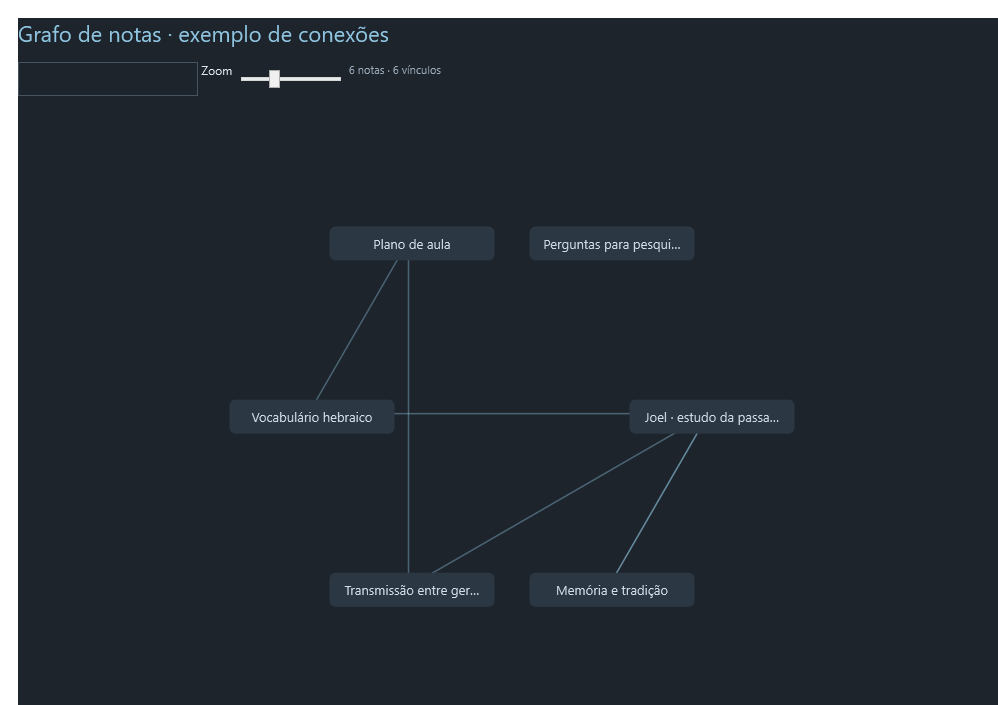 Grafo de notas · exemplo de conexões
Zoom
6 notas · 6 vínculos
Plano de aula
Perguntas para pesqui...
Vocabulário hebraico
Joel · estudo da passa...
Transmissão entre ger...
Memória e tradição